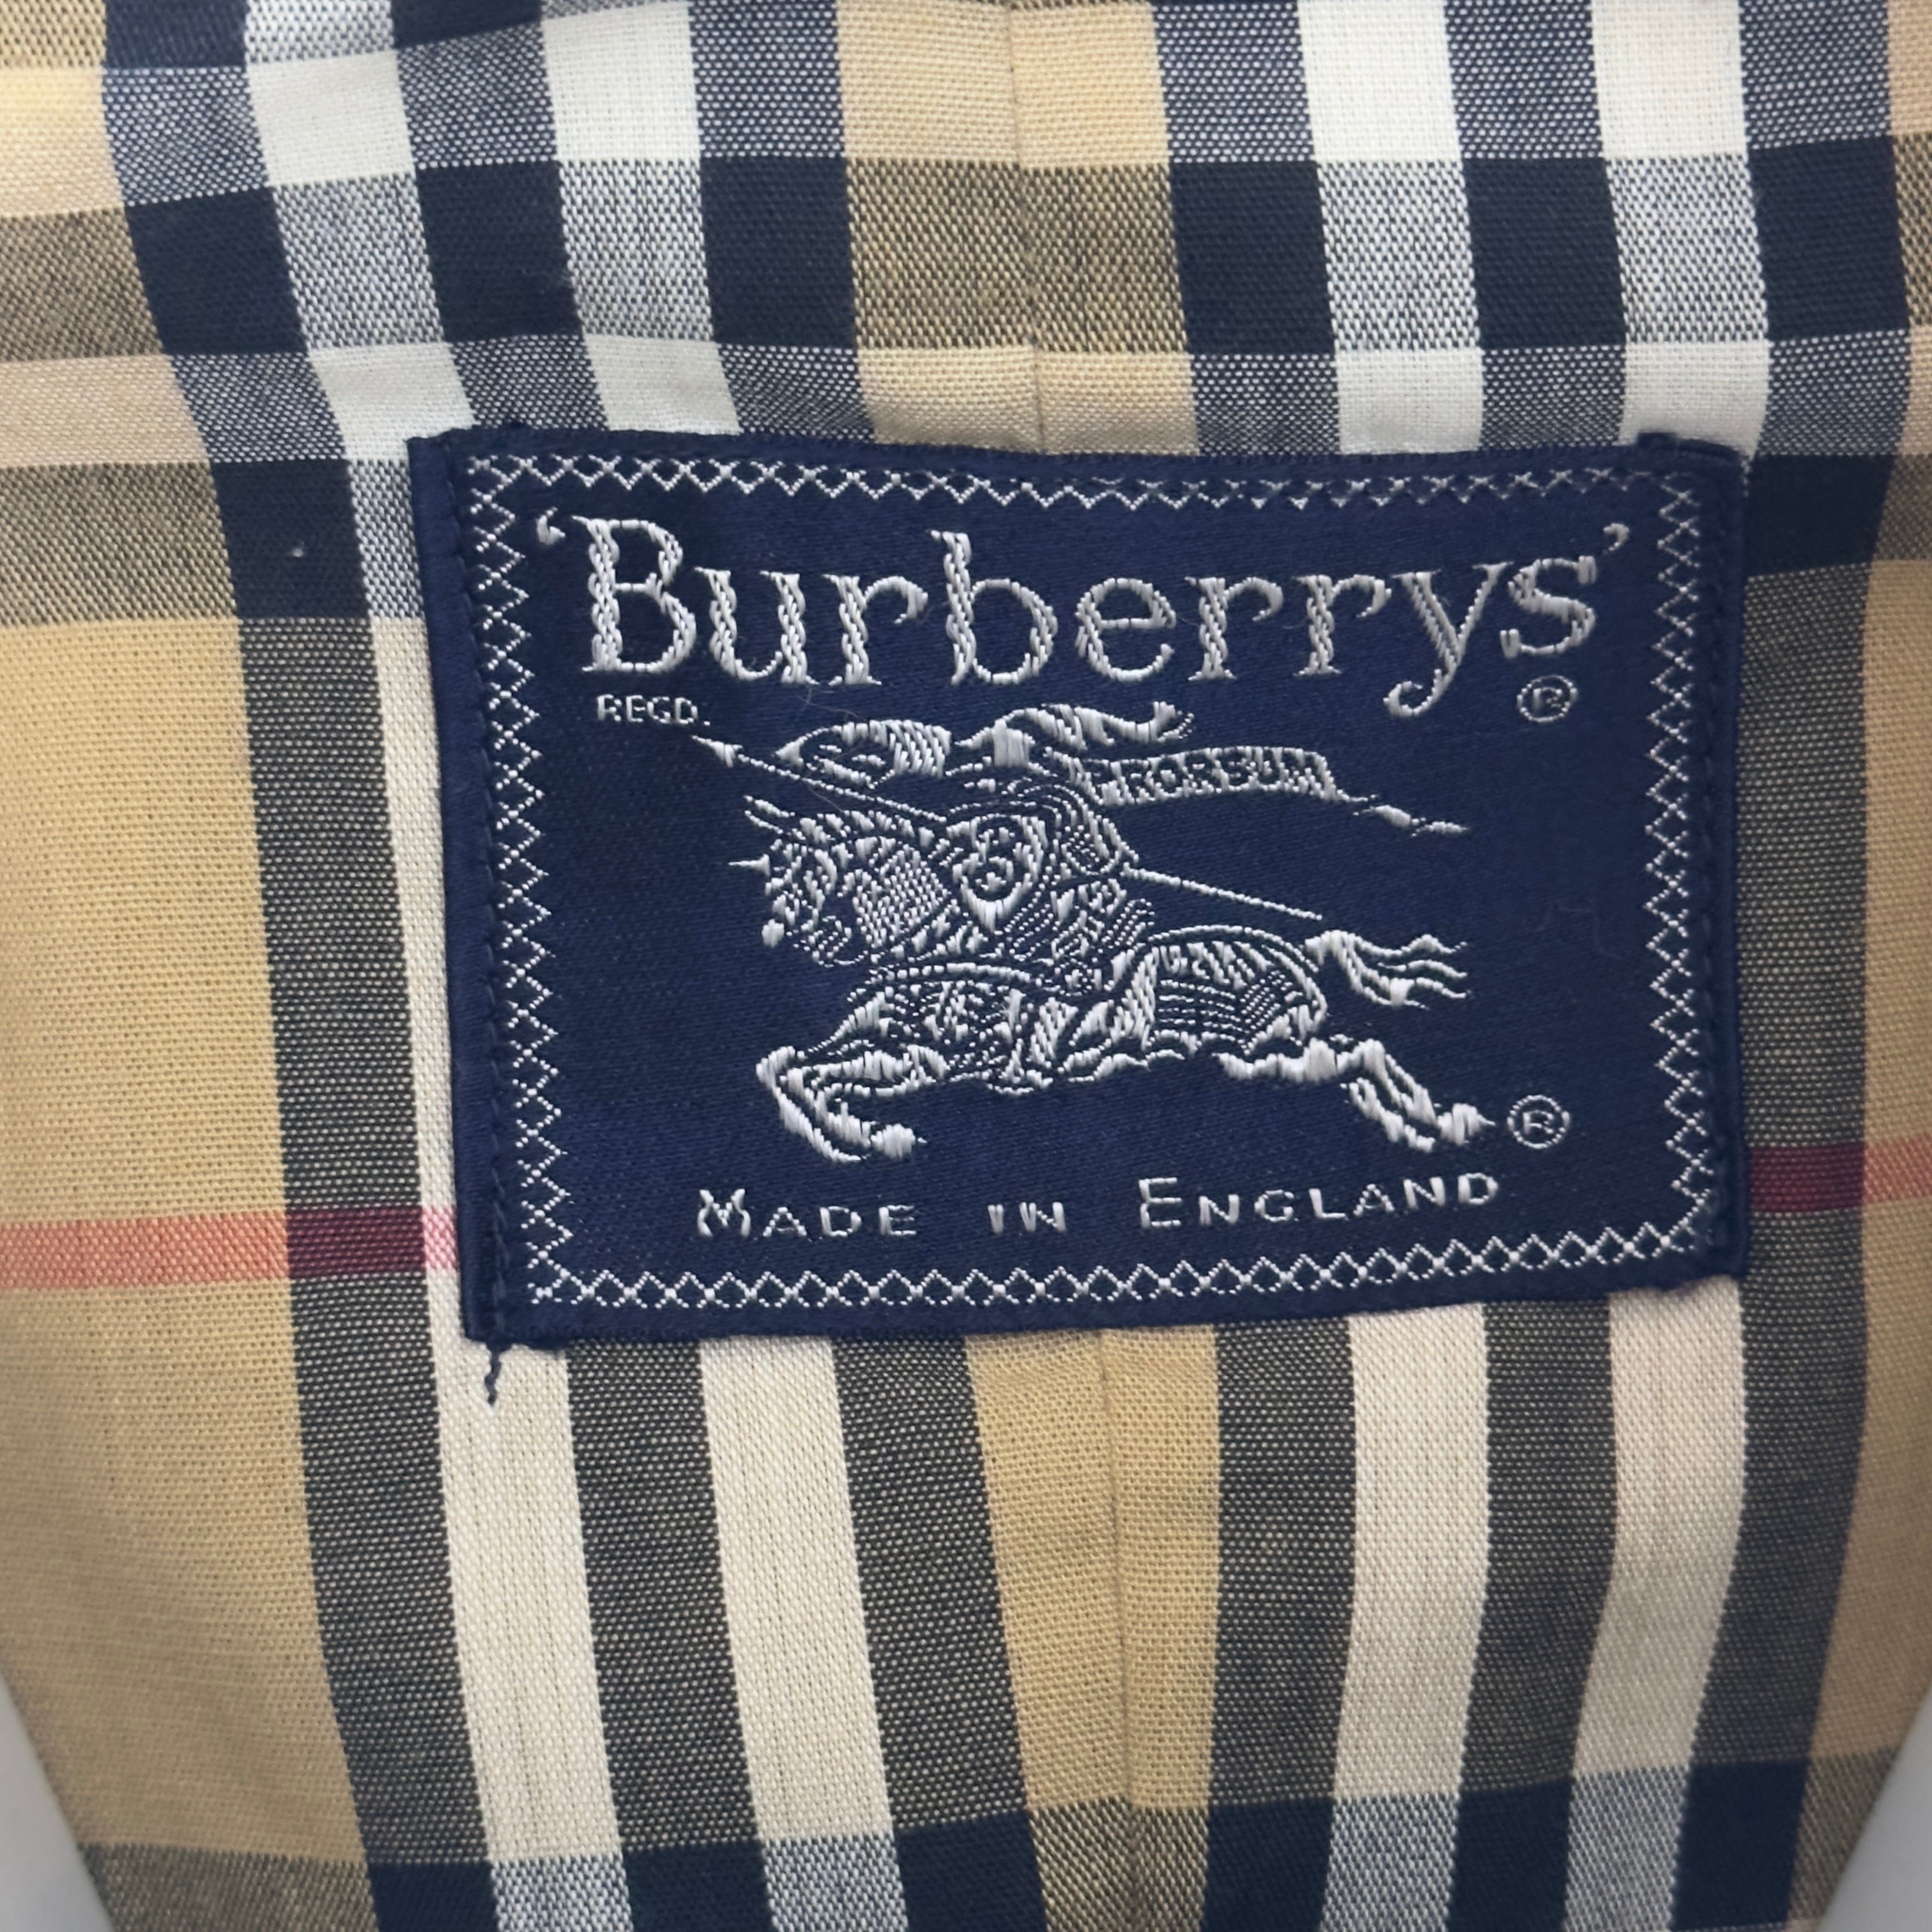 ‘Burberrys’
REGD. ®
PRORSUM
®
MADE IN ENGLAND